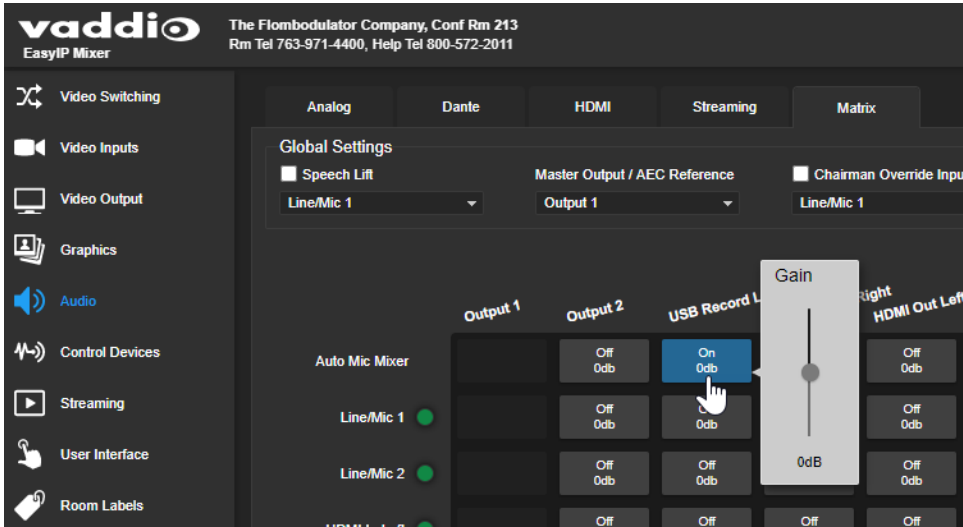 vaddio
EasyIP Mixer
The Flombodulator Company, Conf Rm 213
Rm Tel 763-971-4400, Help Tel 800-572-2011
Video Switching
Video Inputs
Video Output
Graphics
Audio
Control Devices
Streaming
User Interface
Room Labels
Analog Dante HDMI Streaming Matrix
Global Settings
Speech Lift Master Output / AEC Reference Chairman Override Inpu
Line/Mic 1 Output 1 Line/Mic 1
Gain
0dB
Output 1 Output 2 USB Record L Right HDMI Out Left
Auto Mic Mixer
Off On Off
0db 0db 0db
Line/Mic 1
Off Off
0db 0db 0db
Line/Mic 2
Off Off Off
0db 0db 0db
Off Off Off Off